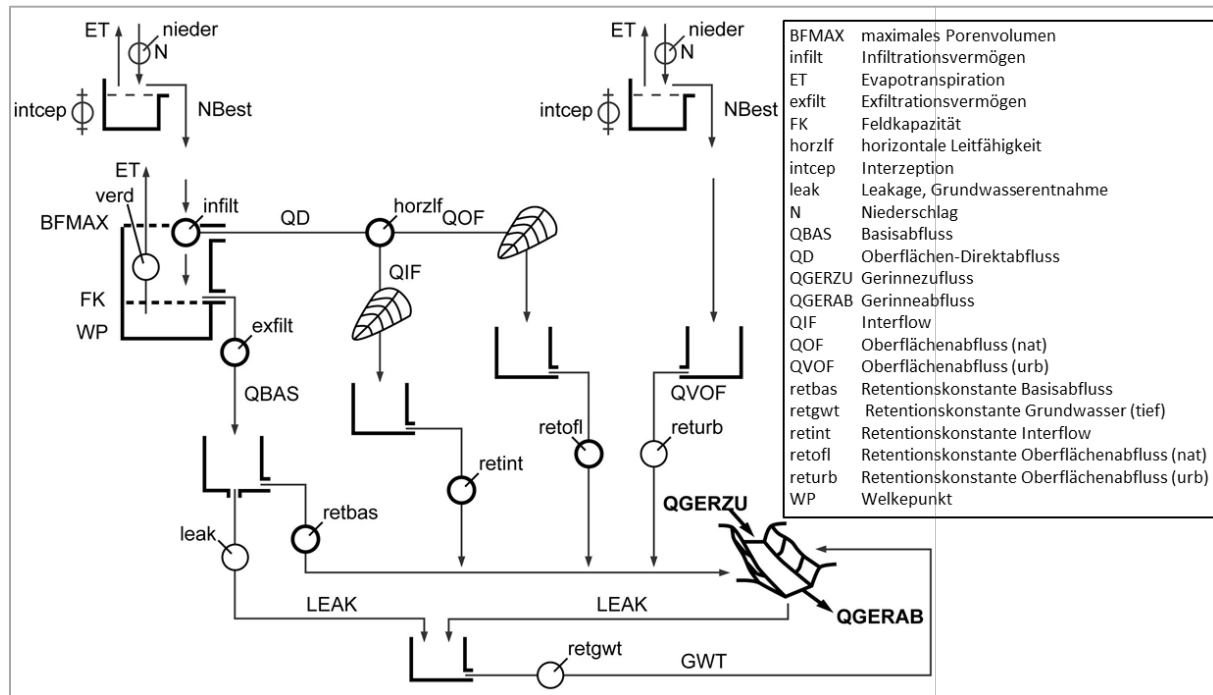 ET
nieder
N
intcep
NBest
ET
nieder
N
intcep
NBest
ET
verd
BFMAX
infilt
QD
horzlf
QOF
QIF
FK
WP
exfilt
QBAS
QVOF
retofl
returb
retint
retbas
leak
QGERZU
QGERAB
LEAK
LEAK
retgwt
GWT
BFMAX maximales Porenvolumen
infilt Infiltrationsvermögen
ET Evapotranspiration
exfilt Exfiltrationsvermögen
FK Feldkapazität
horzlf horizontale Leitfähigkeit
intcep Interzeption
leak Leakage, Grundwasserentnahme
N Niederschlag
QBAS Basisabfluss
QD Oberflächen-Direktabfluss
QGERZU Gerinnezufluss
QGERAB Gerinneabfluss
QIF Interflow
QOF Oberflächenabfluss (nat)
QVOF Oberflächenabfluss (urb)
retbas Retentionskonstante Basisabfluss
retgwt Retentionskonstante Grundwasser (tief)
retint Retentionskonstante Interflow
retofl Retentionskonstante Oberflächenabfluss (nat)
returb Retentionskonstante Oberflächenabfluss (urb)
WP Welkepunkt